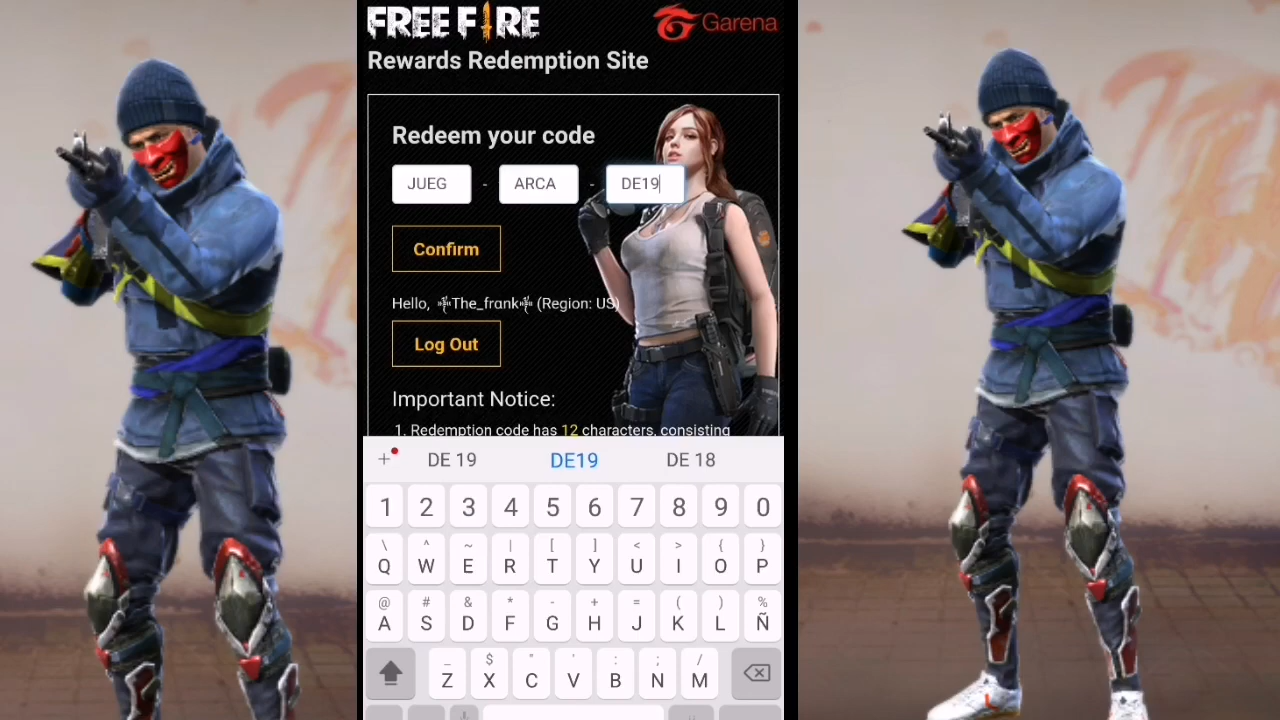 FREE FIRE
Garena
Rewards Redemption Site
Redeem your code
JUEG - ARCA - DE19
Confirm
Hello, ꧁The_frank꧂ (Region: US)
Log Out
Important Notice:
1. Redemption code has 12 characters, consisting
+ DE 19 DE19 DE 18
1 2 3 4 5 6 7 8 9 0
\ ^ ~ | [ ] < > { }
Q W E R T Y U I O P
@ # & * - + = ( ) %
A S D F G H J K L Ñ
_ $ " ' : ; /
Z X C V B N M